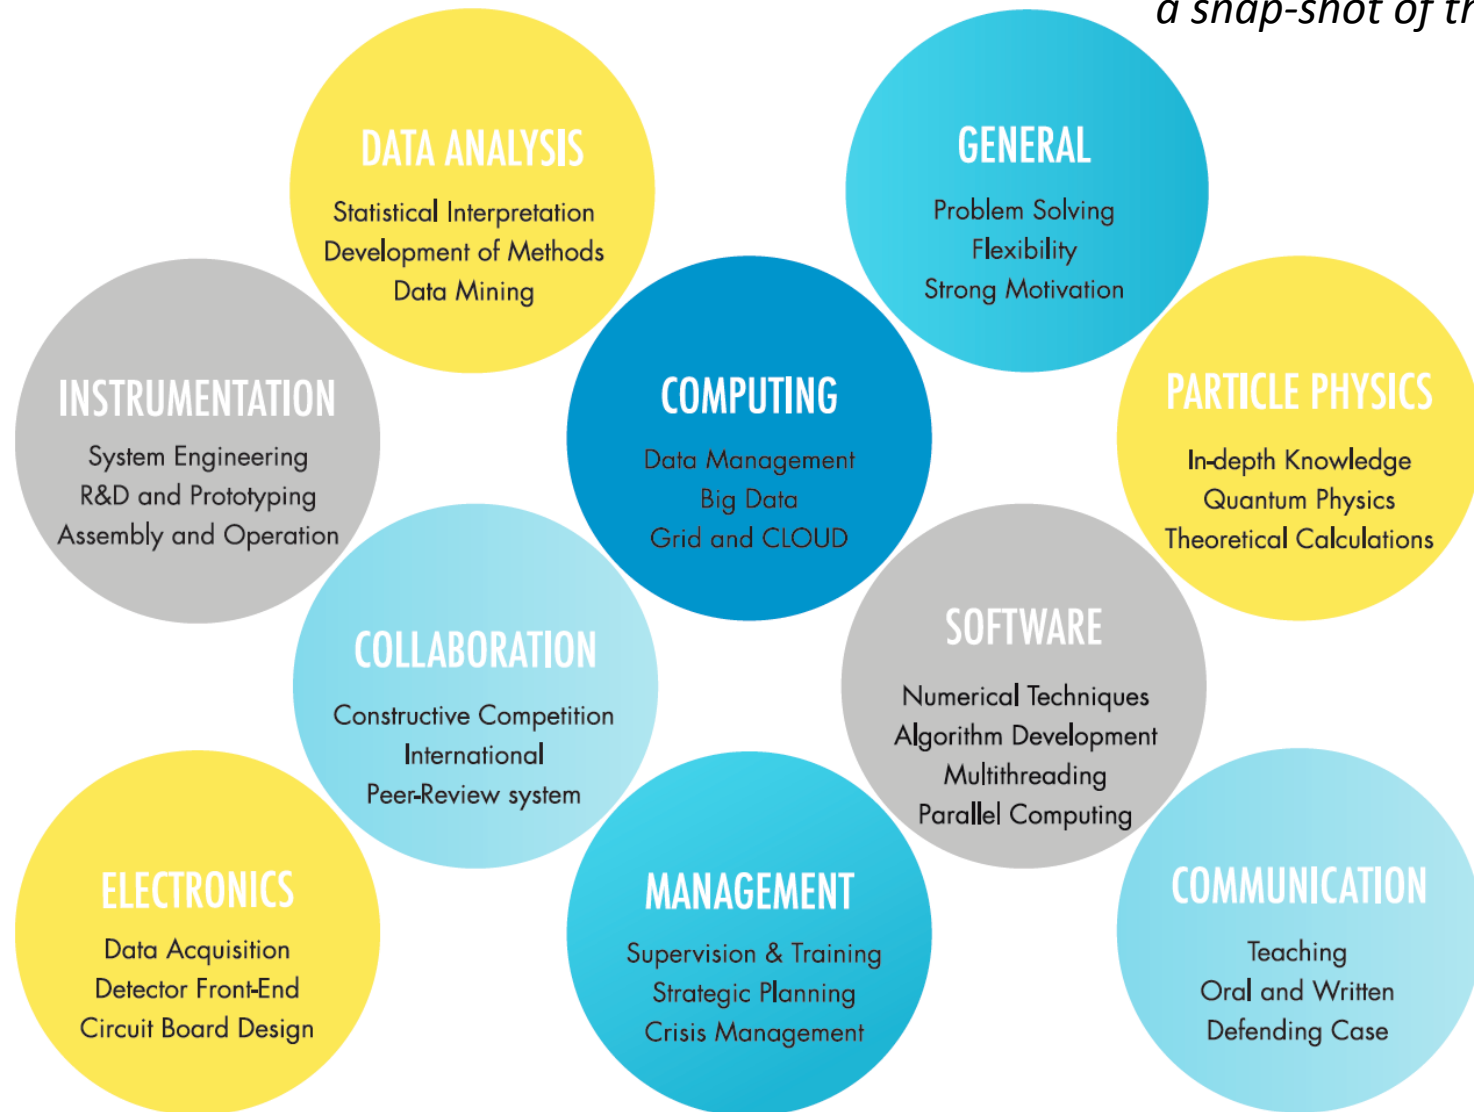 a snap-shot of th
DATA ANALYSIS
Statistical Interpretation
Development of Methods
Data Mining
GENERAL
Problem Solving
Flexibility
Strong Motivation
INSTRUMENTATION
System Engineering
R&D and Prototyping
Assembly and Operation
COMPUTING
Data Management
Big Data
Grid and CLOUD
PARTICLE PHYSICS
In-depth Knowledge
Quantum Physics
Theoretical Calculations
COLLABORATION
Constructive Competition
International
Peer-Review system
SOFTWARE
Numerical Techniques
Algorithm Development
Multithreading
Parallel Computing
ELECTRONICS
Data Acquisition
Detector Front-End
Circuit Board Design
MANAGEMENT
Supervision & Training
Strategic Planning
Crisis Management
COMMUNICATION
Teaching
Oral and Written
Defending Case